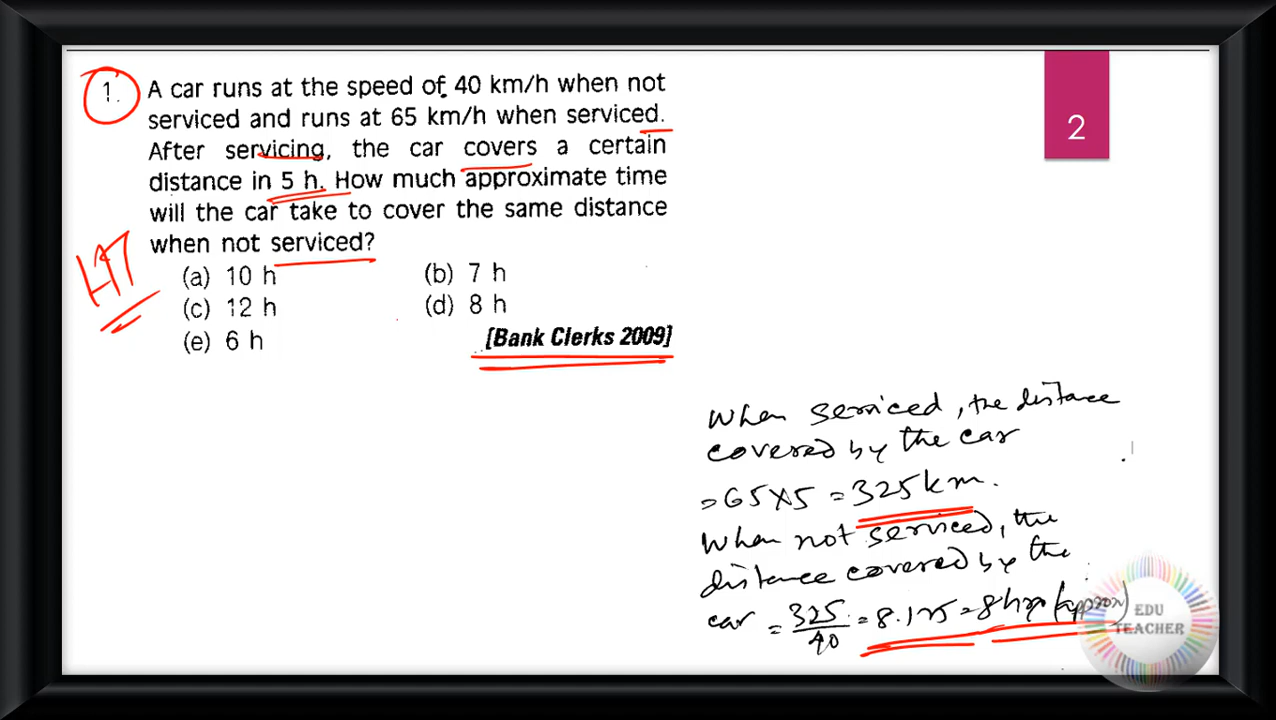 2
1. A car runs at the speed of 40 km/h when not
serviced and runs at 65 km/h when serviced.
After servicing, the car covers a certain
distance in 5 h. How much approximate time
will the car take to cover the same distance
when not serviced?
(a) 10 h (b) 7 h
(c) 12 h (d) 8 h
(e) 6 h
[Bank Clerks 2009]
When serviced, the distance
covered by the car
= 65 X 5 = 325 km.
When not serviced, the
distance covered by the
car = 325/40 = 8.125 = 8 hrs (approx)
EDU
TEACHER